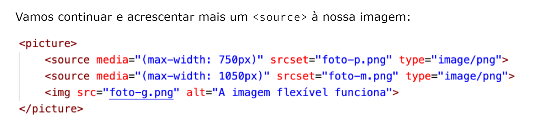 Vamos continuar e acrescentar mais um <source> à nossa imagem:
<picture>
    <source media="(max-width: 750px)" srcset="foto-p.png" type="image/png">
    <source media="(max-width: 1050px)" srcset="foto-m.png" type="image/png">
    <img src="foto-g.png" alt="A imagem flexível funciona">
</picture>